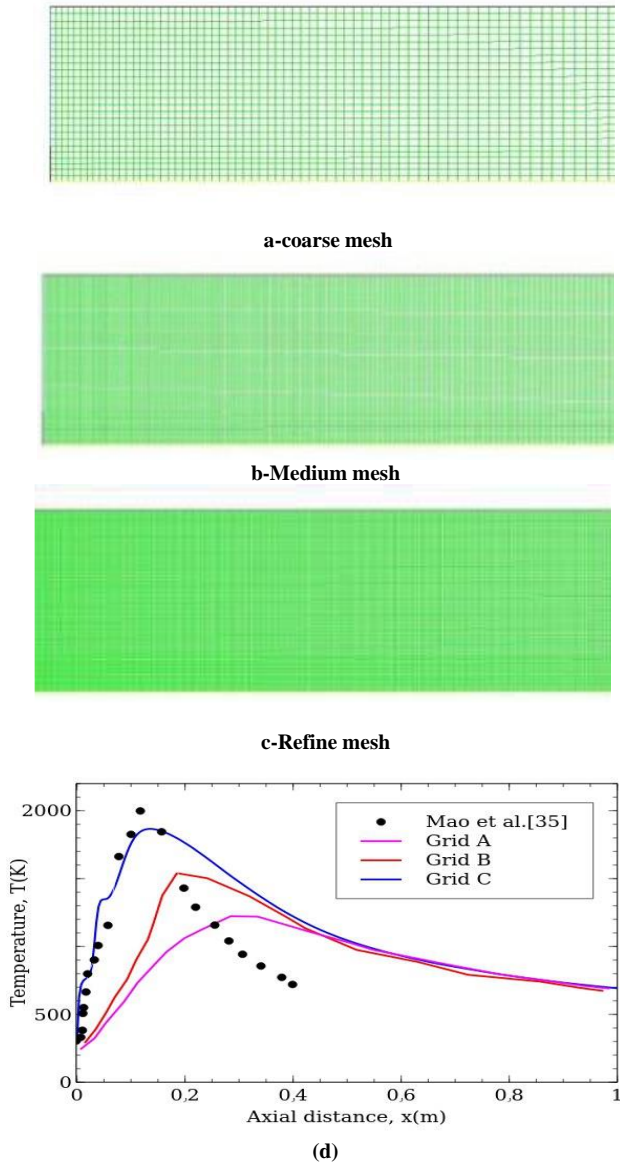 a-coarse mesh
b-Medium mesh
c-Refine mesh
2000
500
0
Temperature, T(K)
Mao et al.[35]
Grid A
Grid B
Grid C
0 0,2 0,4 0,6 0,8 1
Axial distance, x(m)
(d)